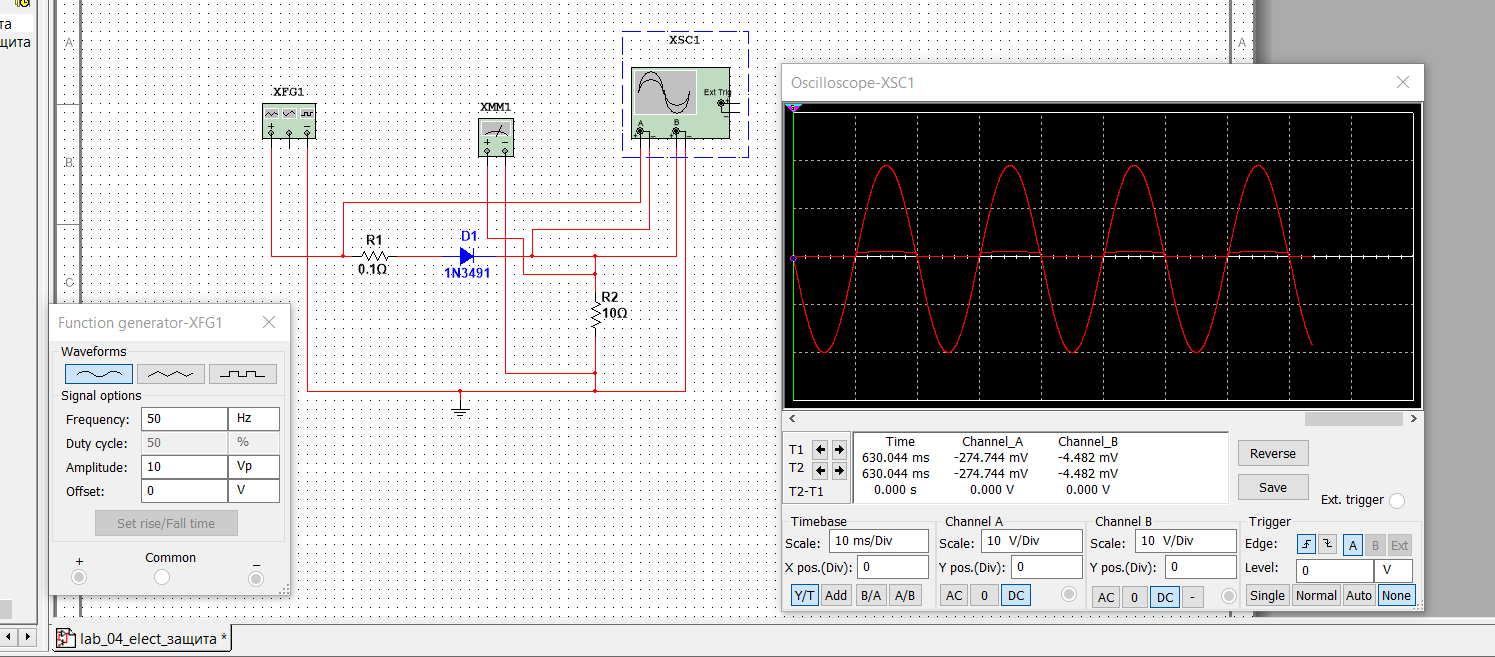 та
щита
A
B
C
A
XFG1
XMM1
XSC1
Ext Trig
A
B
R1
0.1Ω
D1
1N3491
R2
10Ω
Function generator-XFG1
Waveforms
Signal options
Frequency: 50 Hz
Duty cycle: 50 %
Amplitude: 10 Vp
Offset: 0 V
Set rise/Fall time
+ Common −
Oscilloscope-XSC1
Time Channel_A Channel_B
T1 630.044 ms -274.744 mV -4.482 mV
T2 630.044 ms -274.744 mV -4.482 mV
T2-T1 0.000 s 0.000 V 0.000 V
Reverse
Save
Ext. trigger
Timebase
Scale: 10 ms/Div
X pos.(Div): 0
Y/T Add B/A A/B
Channel A
Scale: 10 V/Div
Y pos.(Div): 0
AC 0 DC
Channel B
Scale: 10 V/Div
Y pos.(Div): 0
AC 0 DC -
Trigger
Edge: A B Ext
Level: 0 V
Single Normal Auto None
lab_04_elect_защита *